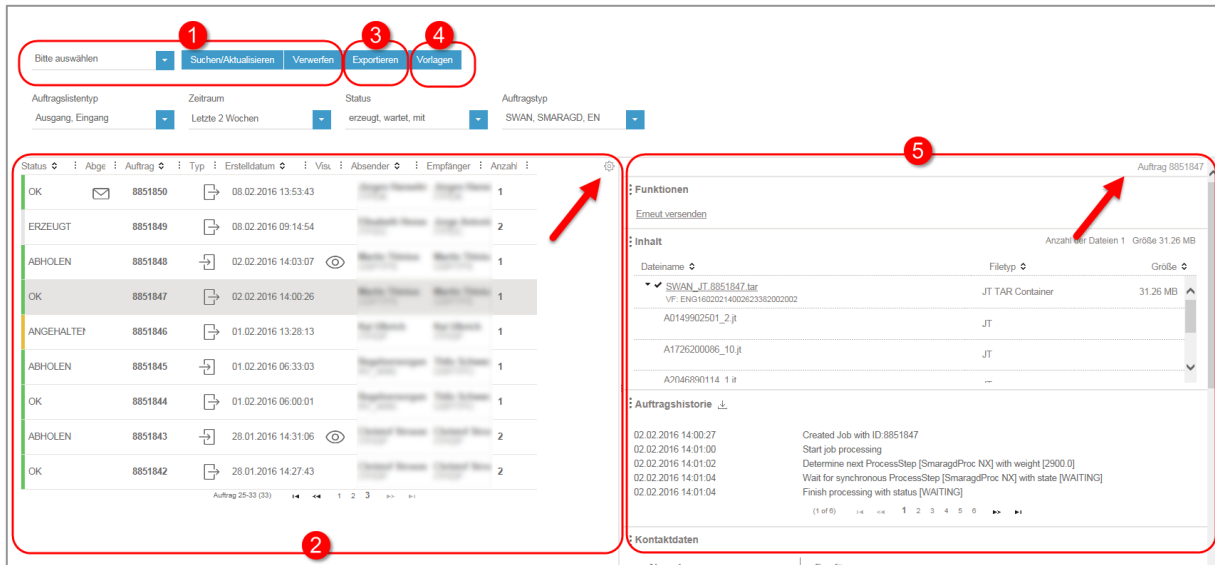 1 3 4
Bitte auswählen Suchen/Aktualisieren Verwerfen Exportieren Vorlagen
Auftragslistentyp Zeitraum Status Auftragstyp
Ausgang, Eingang Letzte 2 Wochen erzeugt, wartet, mit SWAN, SMARAGD, EN
Status Abge Auftrag Typ Erstelldatum Visu Absender Empfänger Anzahl
OK 8851850 08.02.2016 13:53:43 1
ERZEUGT 8851849 08.02.2016 09:14:54 2
ABHOLEN 8851848 02.02.2016 14:03:07 1
OK 8851847 02.02.2016 14:00:26 1
ANGEHALTEN 8851846 01.02.2016 13:28:13 1
ABHOLEN 8851845 01.02.2016 06:33:03 1
OK 8851844 01.02.2016 06:00:01 1
ABHOLEN 8851843 28.01.2016 14:31:06 2
OK 8851842 28.01.2016 14:27:43 2
Auftrag 25-33 (33) 1 2 3
2
5
Auftrag 8851847
Funktionen
Erneut versenden
Inhalt Anzahl der Dateien 1 Größe 31.26 MB
Dateiname Filetyp Größe
SWAN_JT.8851847.tar JT TAR Container 31.26 MB
VF: ENG16020214002623382002002
A0149902501_2.jt JT
A1726200086_10.jt JT
A2046890114_1.jt
Auftragshistorie
02.02.2016 14:00:27 Created Job with ID:8851847
02.02.2016 14:01:00 Start job processing
02.02.2016 14:01:02 Determine next ProcessStep [SmaragdProc NX] with weight [2900.0]
02.02.2016 14:01:04 Wait for synchronous ProcessStep [SmaragdProc NX] with state [WAITING]
02.02.2016 14:01:04 Finish processing with status [WAITING]
(1 of 6) 1 2 3 4 5 6
Kontaktdaten